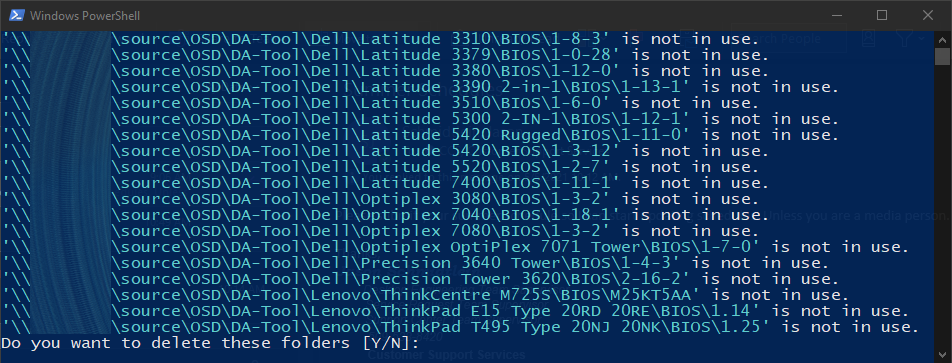 Windows PowerShell
'\\ \source\OSD\DA-Tool\Dell\Latitude 3310\BIOS\1-8-3' is not in use.
'\\ \source\OSD\DA-Tool\Dell\Latitude 3379\BIOS\1-0-28' is not in use.
'\\ \source\OSD\DA-Tool\Dell\Latitude 3380\BIOS\1-12-0' is not in use.
'\\ \source\OSD\DA-Tool\Dell\Latitude 3390 2-in-1\BIOS\1-13-1' is not in use.
'\\ \source\OSD\DA-Tool\Dell\Latitude 3510\BIOS\1-6-0' is not in use.
'\\ \source\OSD\DA-Tool\Dell\Latitude 5300 2-IN-1\BIOS\1-12-1' is not in use.
'\\ \source\OSD\DA-Tool\Dell\Latitude 5420 Rugged\BIOS\1-11-0' is not in use.
'\\ \source\OSD\DA-Tool\Dell\Latitude 5420\BIOS\1-3-12' is not in use.
'\\ \source\OSD\DA-Tool\Dell\Latitude 5520\BIOS\1-2-7' is not in use.
'\\ \source\OSD\DA-Tool\Dell\Latitude 7400\BIOS\1-11-1' is not in use.
'\\ \source\OSD\DA-Tool\Dell\Optiplex 3080\BIOS\1-3-2' is not in use.
'\\ \source\OSD\DA-Tool\Dell\Optiplex 7040\BIOS\1-18-1' is not in use.
'\\ \source\OSD\DA-Tool\Dell\Optiplex 7080\BIOS\1-3-2' is not in use.
'\\ \source\OSD\DA-Tool\Dell\Optiplex OptiPlex 7071 Tower\BIOS\1-7-0' is not in use.
'\\ \source\OSD\DA-Tool\Dell\Precision 3640 Tower\BIOS\1-4-3' is not in use.
'\\ \source\OSD\DA-Tool\Dell\Precision Tower 3620\BIOS\2-16-2' is not in use.
'\\ \source\OSD\DA-Tool\Lenovo\ThinkCentre M725S\BIOS\M25KT5AA' is not in use.
'\\ \source\OSD\DA-Tool\Lenovo\ThinkPad E15 Type 20RD 20RE\BIOS\1.14' is not in use.
'\\ \source\OSD\DA-Tool\Lenovo\ThinkPad T495 Type 20NJ 20NK\BIOS\1.25' is not in use.
Do you want to delete these folders [Y/N]:
Customer Support Services